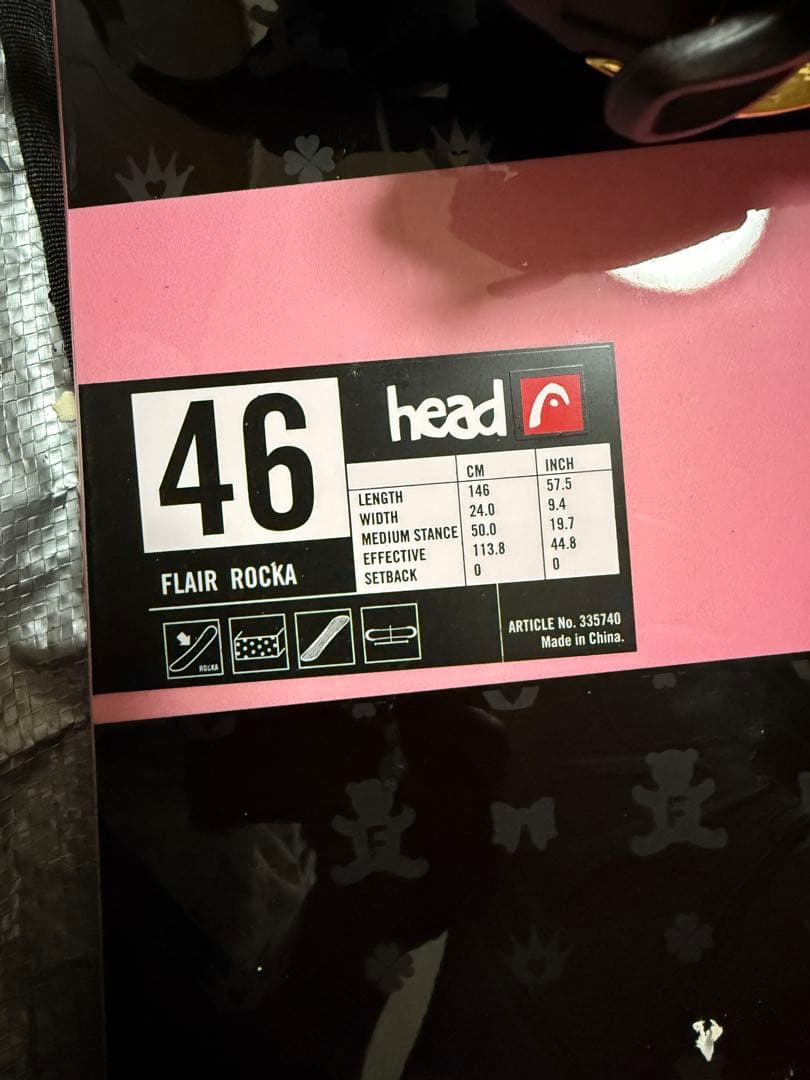 46
head
CM INCH
LENGTH 146 57.5
WIDTH 24.0 9.4
MEDIUM STANCE 50.0 19.7
EFFECTIVE 113.8 44.8
SETBACK 0 0
FLAIR ROCKA
ROCKA
ARTICLE No. 335740
Made in China.